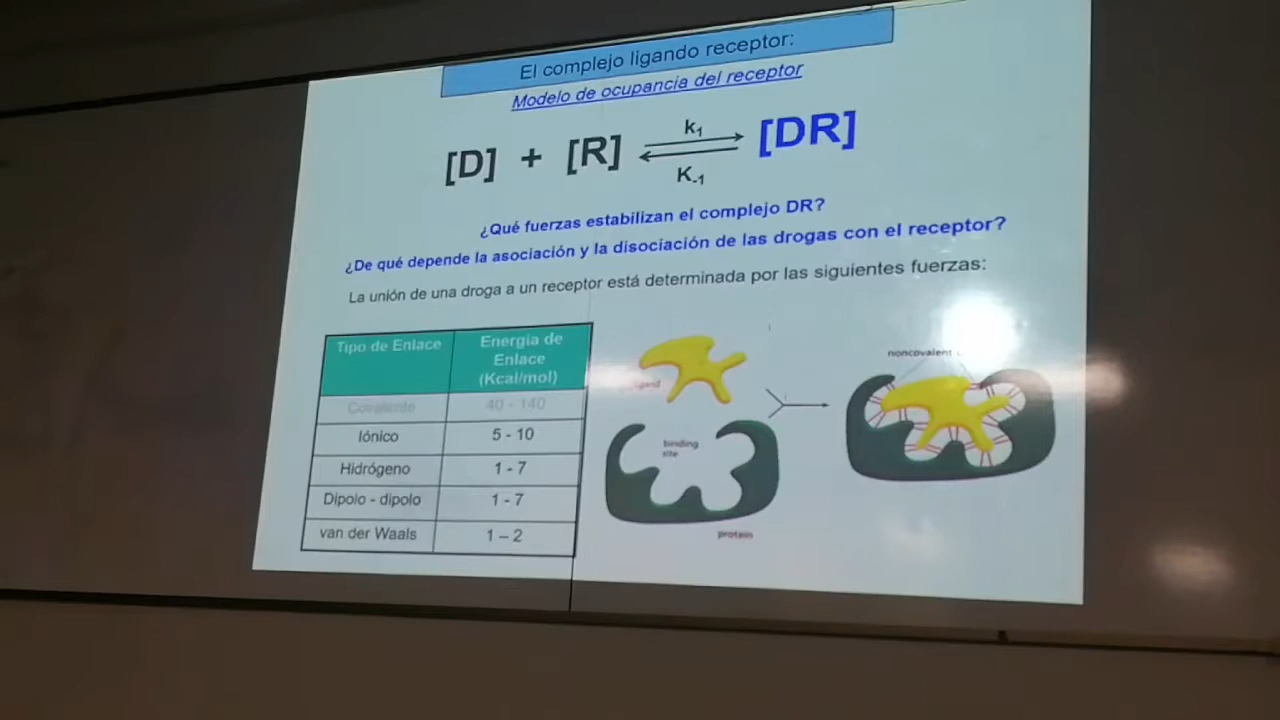 El complejo ligando receptor:
Modelo de ocupancia del receptor
[D] + [R] k1 K-1 [DR]
¿Qué fuerzas estabilizan el complejo DR?
¿De qué depende la asociación y la disociación de las drogas con el receptor?
La unión de una droga a un receptor está determinada por las siguientes fuerzas:
Tipo de Enlace Energía de Enlace (Kcal/mol)
Covalente 40 - 140
Iónico 5 - 10
Hidrógeno 1 - 7
Dipolo - dipolo 1 - 7
van der Waals 1 – 2
ligand
binding
site
protein
noncovalent